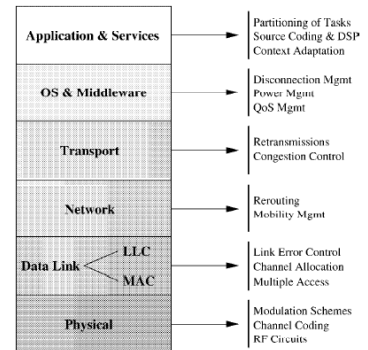 Application & Services
Partitioning of Tasks
Source Coding & DSP
Context Adaptation
OS & Middleware
Disconnection Mgmt
Power Mgmt
QoS Mgmt
Transport
Retransmissions
Congestion Control
Network
Rerouting
Mobility Mgmt
Data Link
LLC
MAC
Link Error Control
Channel Allocation
Multiple Access
Physical
Modulation Schemes
Channel Coding
RF Circuits